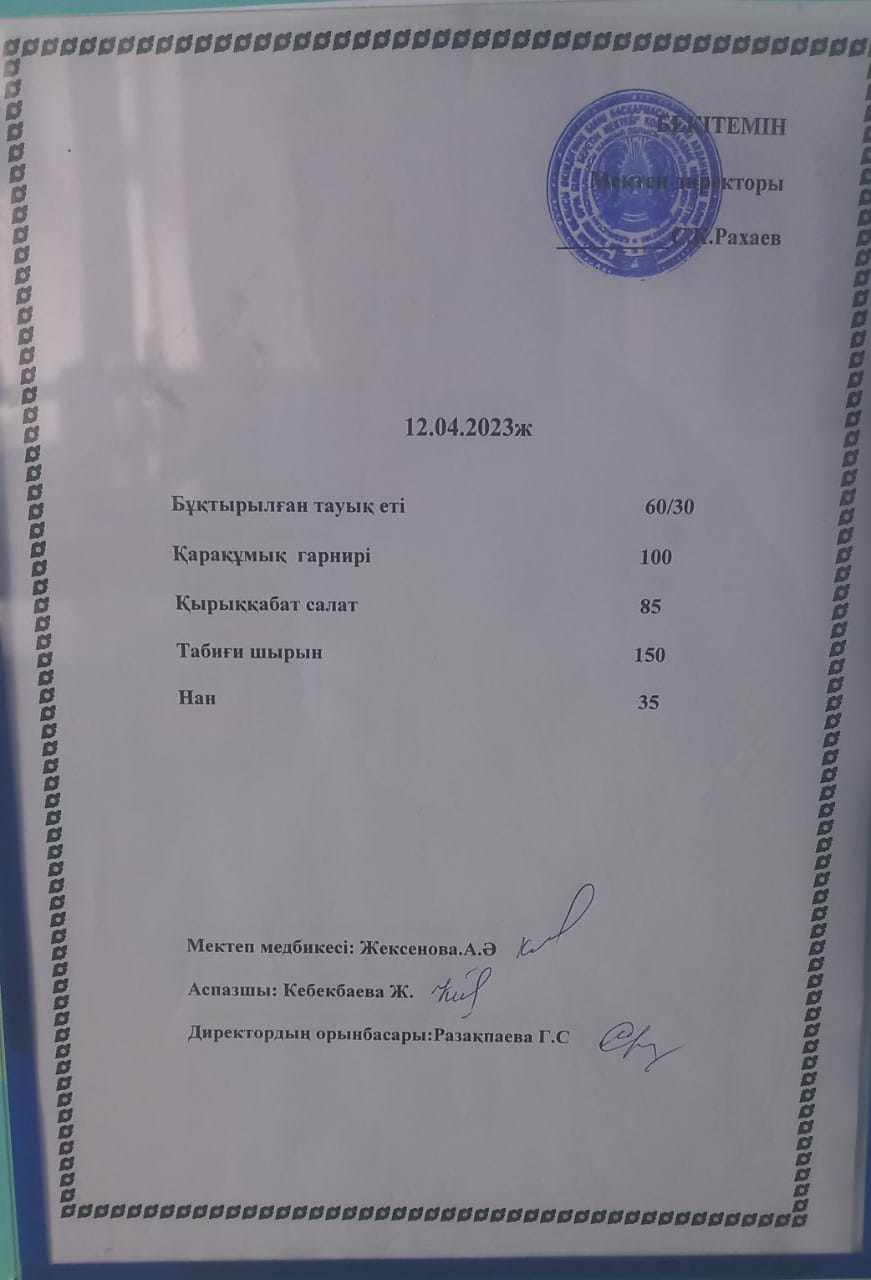 БЕКІТЕМІН
Мектеп директоры
__________С.К.Рахаев
12.04.2023ж
Бұқтырылған тауық еті 60/30
Қарақұмық гарнирі 100
Қырыққабат салат 85
Табиғи шырын 150
Нан 35
Мектеп медбикесі: Жексенова.А.Ә
Аспазшы: Кебекбаева Ж.
Директордың орынбасары:Разақпаева Г.С